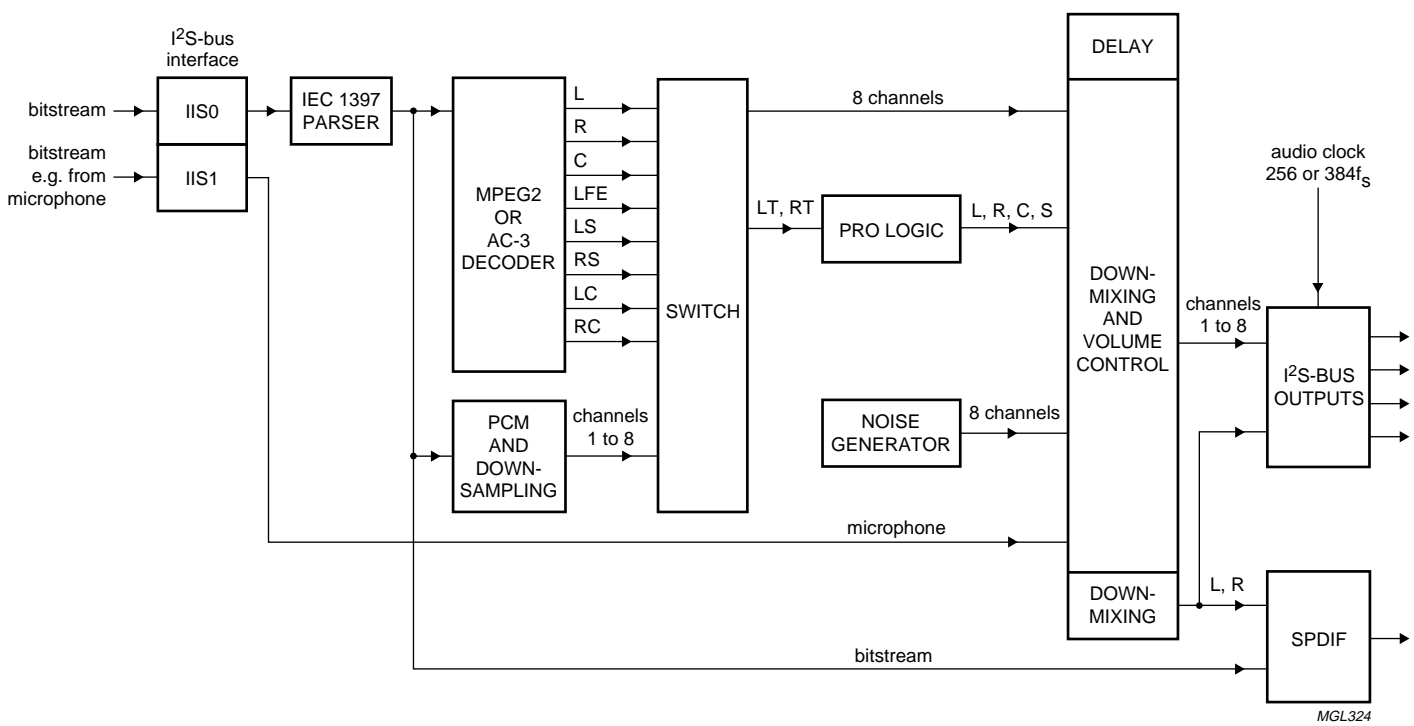 I²S-bus
interface
bitstream
IIS0
bitstream
e.g. from
microphone
IIS1
IEC 1397
PARSER
MPEG2
OR
AC-3
DECODER
L
R
C
LFE
LS
RS
LC
RC
PCM
AND
DOWN-
SAMPLING
channels
1 to 8
SWITCH
8 channels
LT, RT
PRO LOGIC
L, R, C, S
NOISE
GENERATOR
8 channels
microphone
bitstream
DELAY
DOWN-
MIXING
AND
VOLUME
CONTROL
DOWN-
MIXING
channels
1 to 8
L, R
audio clock
256 or 384fs
I²S-BUS
OUTPUTS
SPDIF
MGL324